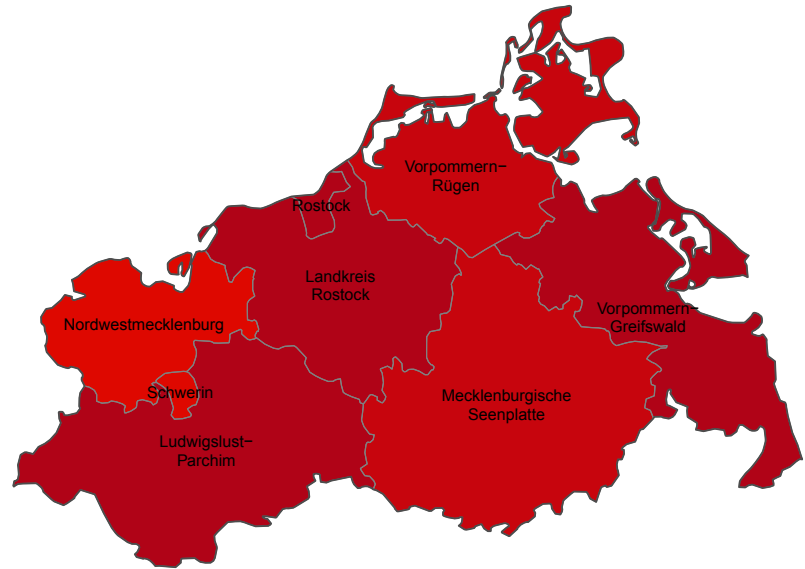 Vorpommern−
Rügen
Rostock
Landkreis
Rostock
Vorpommern−
Greifswald
Nordwestmecklenburg
Schwerin
Mecklenburgische
Seenplatte
Ludwigslust−
Parchim